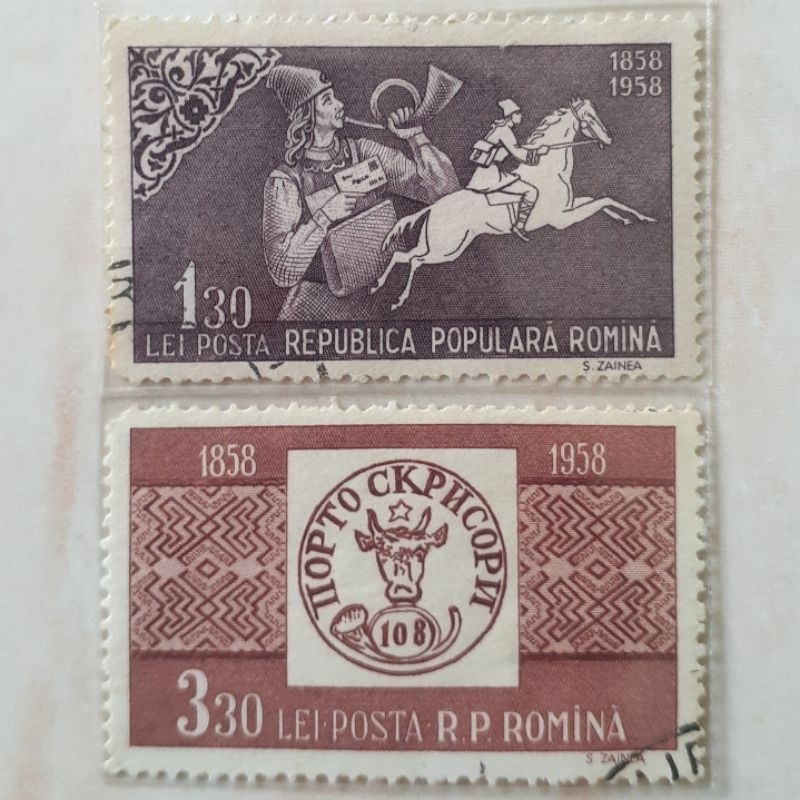 1858
1958
1 30
LEI POSTA REPUBLICA POPULARĂ ROMÎNĂ
S. ZAINEA
1858
1958
ПОРТО СКРИСОРИ
108
3 30 LEI·POSTA·R.P. ROMÎNĂ
S. ZAINEA